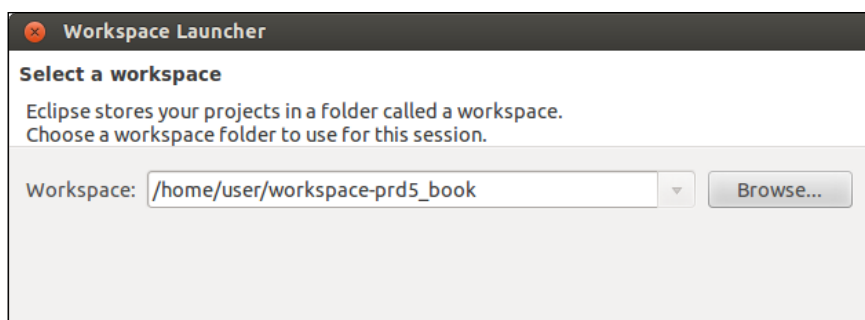 Workspace Launcher
Select a workspace
Eclipse stores your projects in a folder called a workspace.
Choose a workspace folder to use for this session.
Workspace: /home/user/workspace-prd5_book Browse...